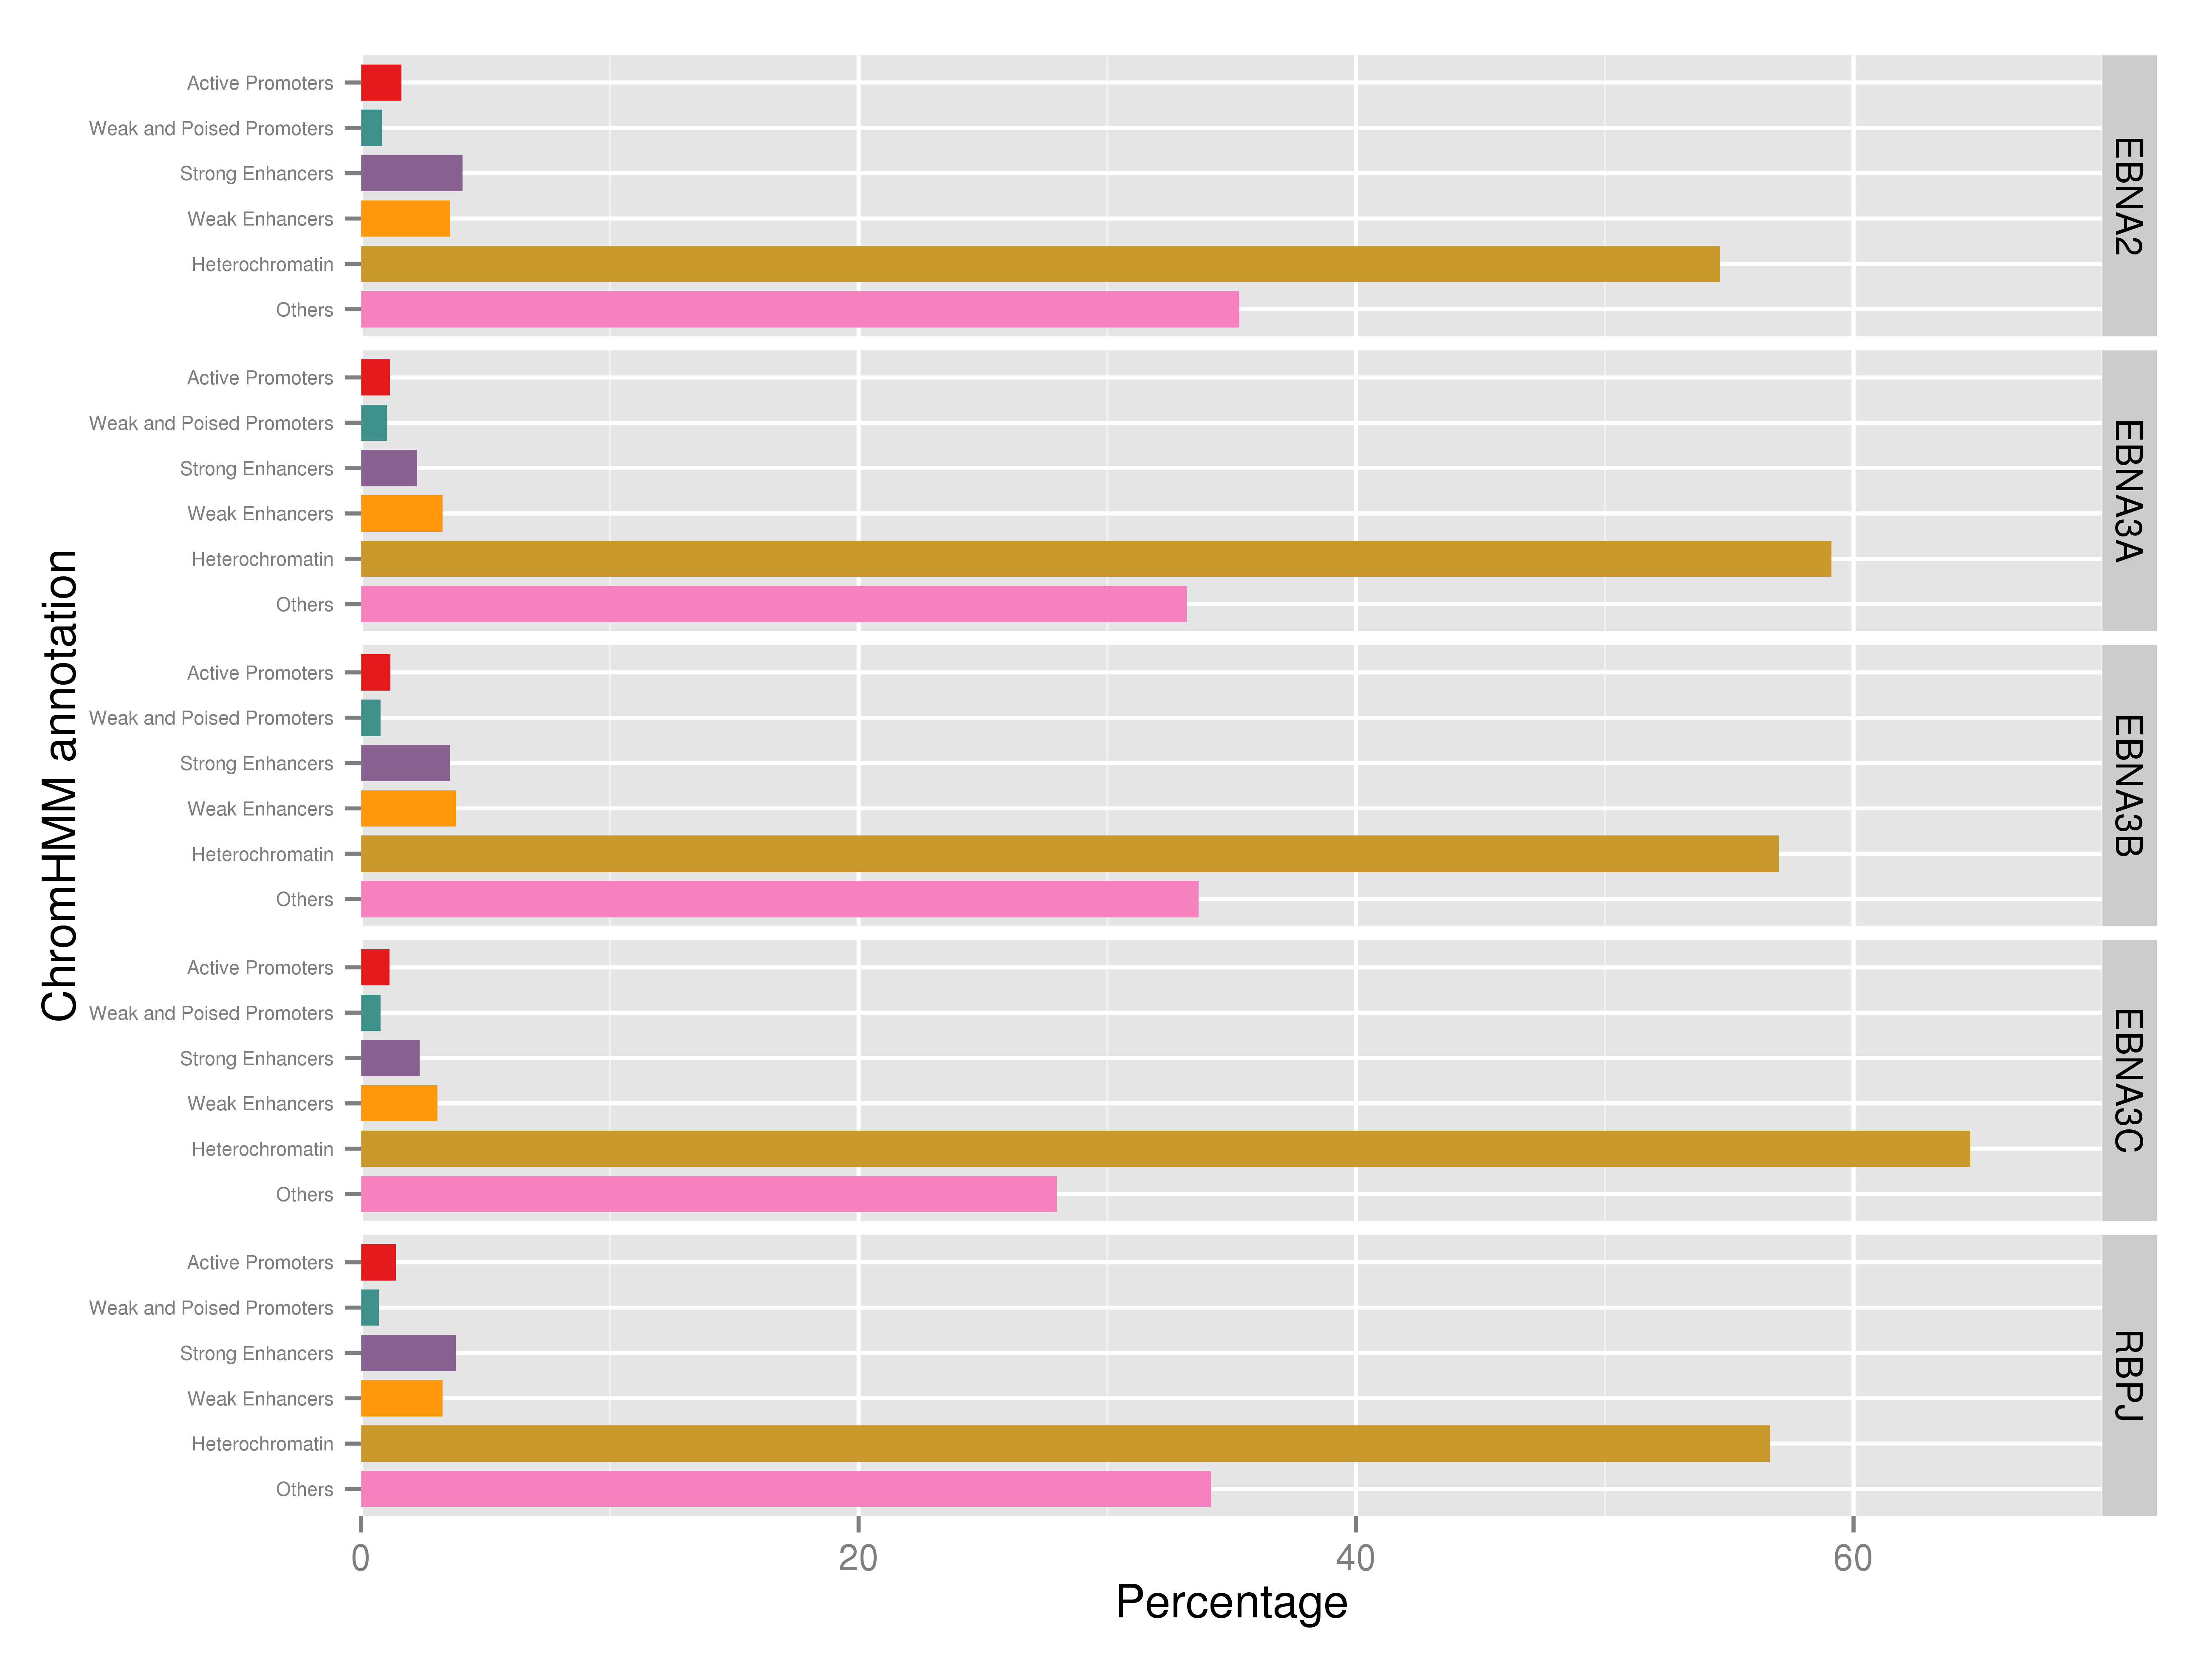 Active Promoters
Weak and Poised Promoters
Strong Enhancers
Weak Enhancers
Heterochromatin
Others
EBNA2
Active Promoters
Weak and Poised Promoters
Strong Enhancers
Weak Enhancers
Heterochromatin
Others
EBNA3A
Active Promoters
Weak and Poised Promoters
Strong Enhancers
Weak Enhancers
Heterochromatin
Others
EBNA3B
Active Promoters
Weak and Poised Promoters
Strong Enhancers
Weak Enhancers
Heterochromatin
Others
EBNA3C
Active Promoters
Weak and Poised Promoters
Strong Enhancers
Weak Enhancers
Heterochromatin
Others
RBPJ
ChromHMM annotation
0 20 40 60
Percentage